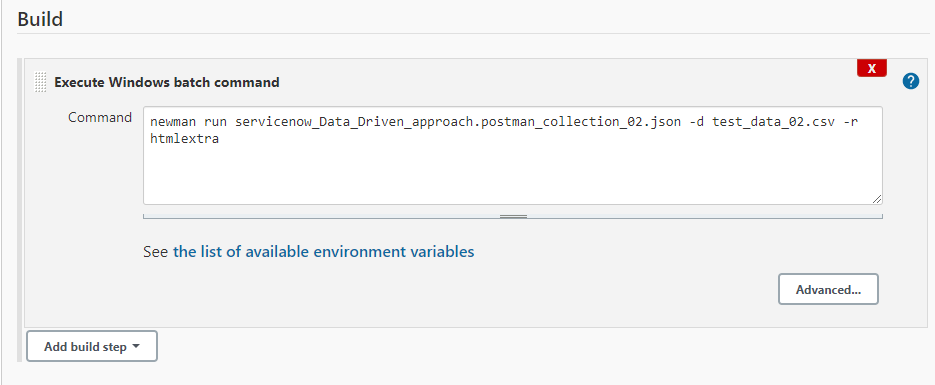 Build
X
Execute Windows batch command
?
Command
newman run servicenow_Data_Driven_approach.postman_collection_02.json -d test_data_02.csv -r
htmlextra
See the list of available environment variables
Advanced...
Add build step